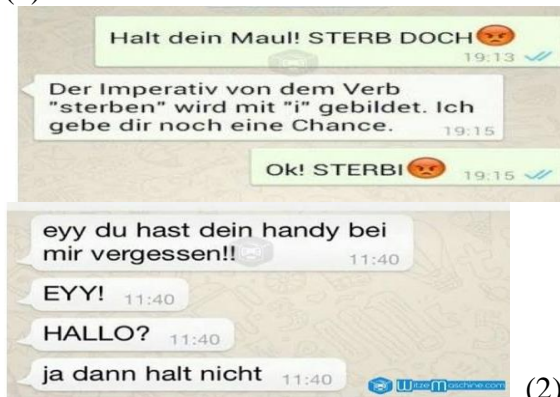 Halt dein Maul! STERB DOCH😡
19:13
Der Imperativ von dem Verb
"sterben" wird mit "i" gebildet. Ich
gebe dir noch eine Chance.
19:15
Ok! STERBI😡
19:15
eyy du hast dein handy bei
mir vergessen!!
11:40
EYY! 11:40
HALLO? 11:40
ja dann halt nicht 11:40
WitzeMaschine.com
(2)